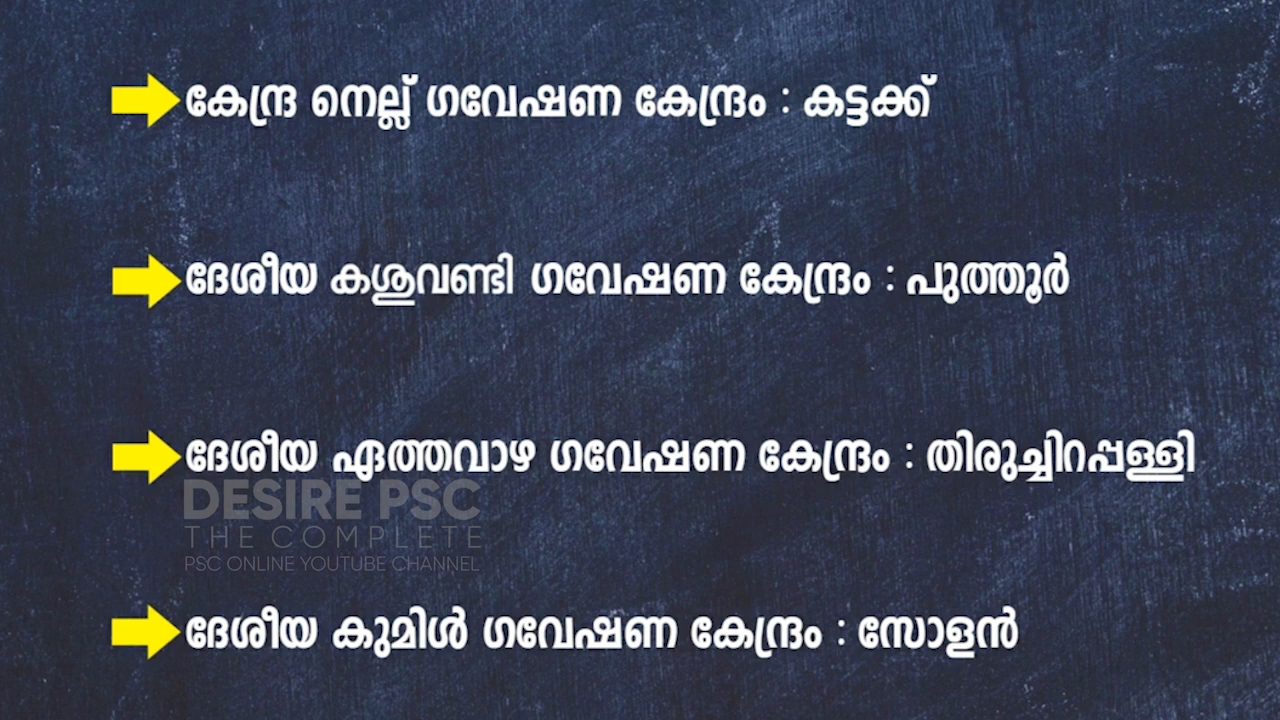 കേന്ദ്ര നെല്ല് ഗവേഷണ കേന്ദ്രം : കട്ടക്ക്
ദേശീയ കശുവണ്ടി ഗവേഷണ കേന്ദ്രം : പുത്തൂർ
ദേശീയ ഏത്തവാഴ ഗവേഷണ കേന്ദ്രം : തിരുച്ചിറപ്പള്ളി
DESIRE PSC
THE COMPLETE
PSC ONLINE YOUTUBE CHANNEL
ദേശീയ കുമിൾ ഗവേഷണ കേന്ദ്രം : സോളൻ